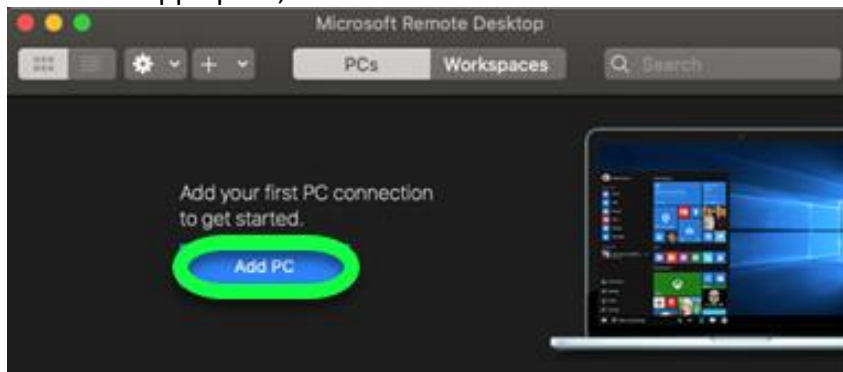 Microsoft Remote Desktop
PCs Workspaces Search
Add your first PC connection
to get started.
Add PC